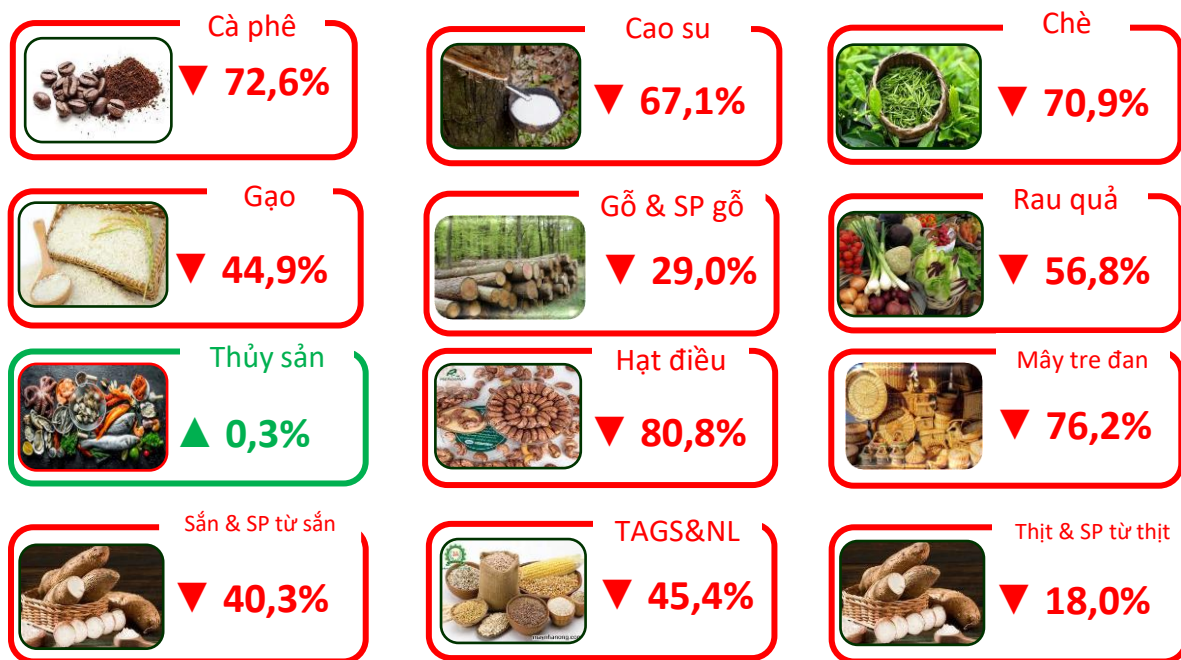 Cà phê
▼ 72,6%
Cao su
▼ 67,1%
Chè
▼ 70,9%
Gạo
▼ 44,9%
Gỗ & SP gỗ
▼ 29,0%
Rau quả
▼ 56,8%
Thủy sản
▲ 0,3%
Hạt điều
▼ 80,8%
Mây tre đan
▼ 76,2%
Sắn & SP từ sắn
▼ 40,3%
TAGS&NL
▼ 45,4%
Thịt & SP từ thịt
▼ 18,0%